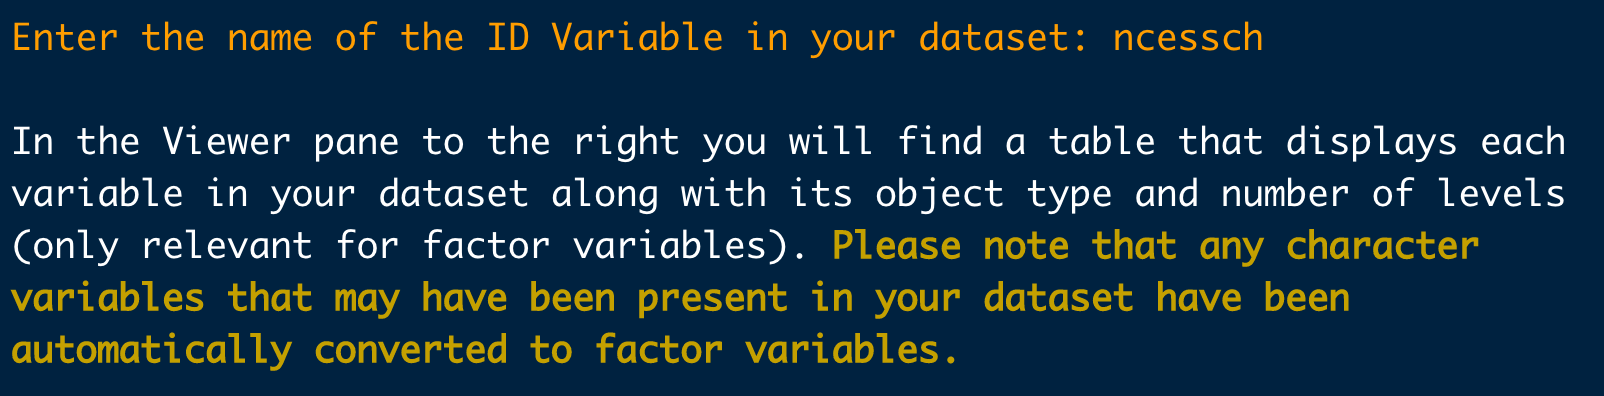 Enter the name of the ID Variable in your dataset: ncessch
In the Viewer pane to the right you will find a table that displays each
variable in your dataset along with its object type and number of levels
(only relevant for factor variables). Please note that any character
variables that may have been present in your dataset have been
automatically converted to factor variables.